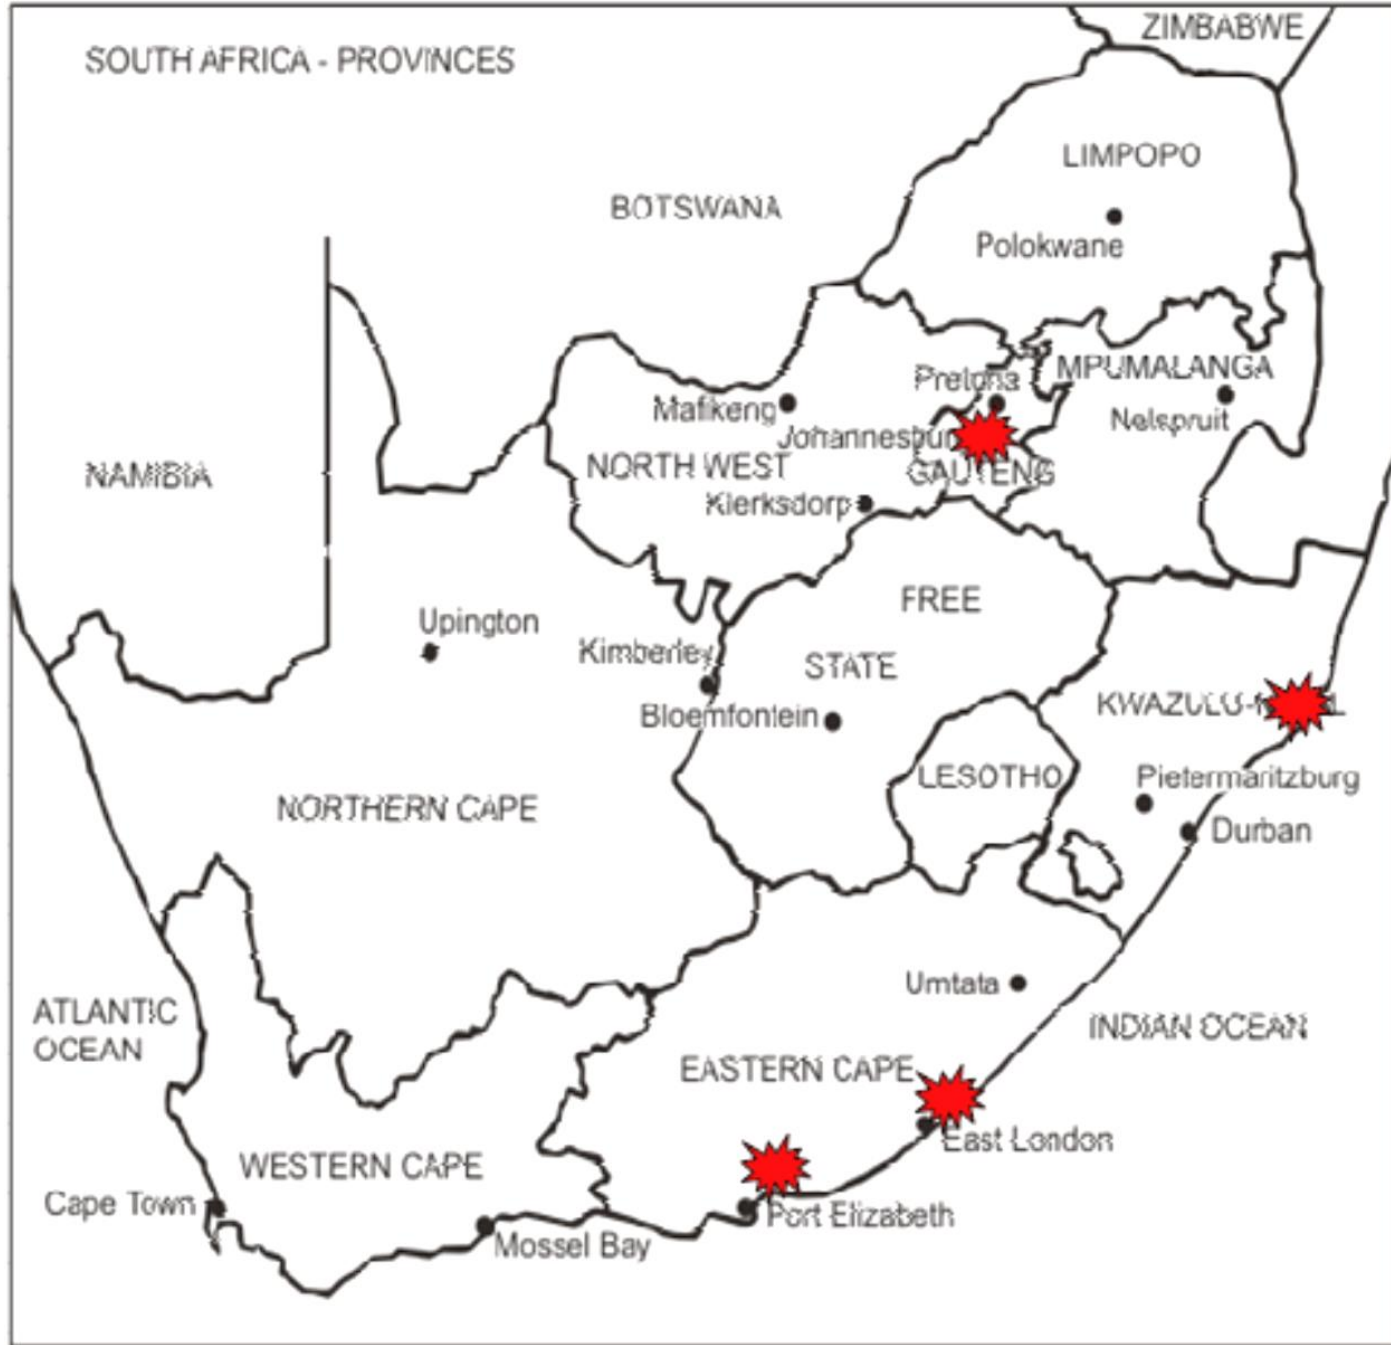 ZIMBABWE
SOUTH AFRICA - PROVINCES
LIMPOPO
BOTSWANA
Polokwane
MPUMALANGA
Pretoria
Mafikeng
Nelspruit
NORTH WEST
GAUTENG
NAMIBIA
Klerksdorp
FREE
STATE
Upington
Kimberley
Bloemfontein
LESOTHO
Pietermaritzburg
Durban
NORTHERN CAPE
Umtata
ATLANTIC
OCEAN
INDIAN OCEAN
EASTERN CAPE
East London
WESTERN CAPE
Cape Town
Port Elizabeth
Mossel Bay